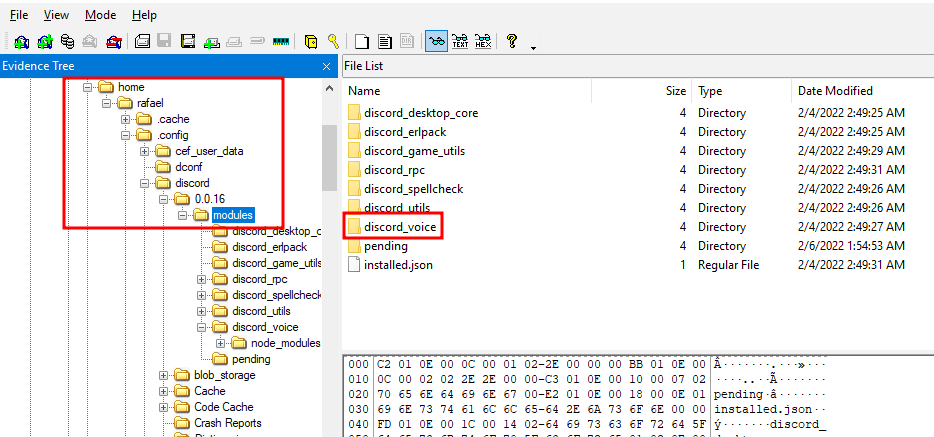 File View Mode Help
Evidence Tree
home
rafael
.cache
.config
cef_user_data
dconf
discord
0.0.16
modules
discord_desktop_c
discord_erlpack
discord_game_utils
discord_rpc
discord_spellcheck
discord_utils
discord_voice
node_modules
pending
blob_storage
Cache
Code Cache
Crash Reports
File List
Name Size Type Date Modified
discord_desktop_core 4 Directory 2/4/2022 2:49:25 AM
discord_erlpack 4 Directory 2/4/2022 2:49:25 AM
discord_game_utils 4 Directory 2/4/2022 2:49:29 AM
discord_rpc 4 Directory 2/4/2022 2:49:31 AM
discord_spellcheck 4 Directory 2/4/2022 2:49:26 AM
discord_utils 4 Directory 2/4/2022 2:49:26 AM
discord_voice 4 Directory 2/4/2022 2:49:27 AM
pending 4 Directory 2/6/2022 1:54:53 AM
installed.json 1 Regular File 2/4/2022 2:49:31 AM
000 C2 01 0E 00 0C 00 01 02-2E 00 00 00 BB 01 0E 00 Â·······.···»···
010 0C 00 02 02 2E 2E 00 00-C3 01 0E 00 10 00 07 02 ····..··Ã·······
020 70 65 6E 64 69 6E 67 00-E2 01 0E 00 18 00 0E 01 pending·â·······
030 69 6E 73 74 61 6C 6C 65-64 2E 6A 73 6F 6E 00 00 installed.json··
040 FD 01 0E 00 1C 00 14 02-64 69 73 63 6F 72 64 5F ý·······discord_